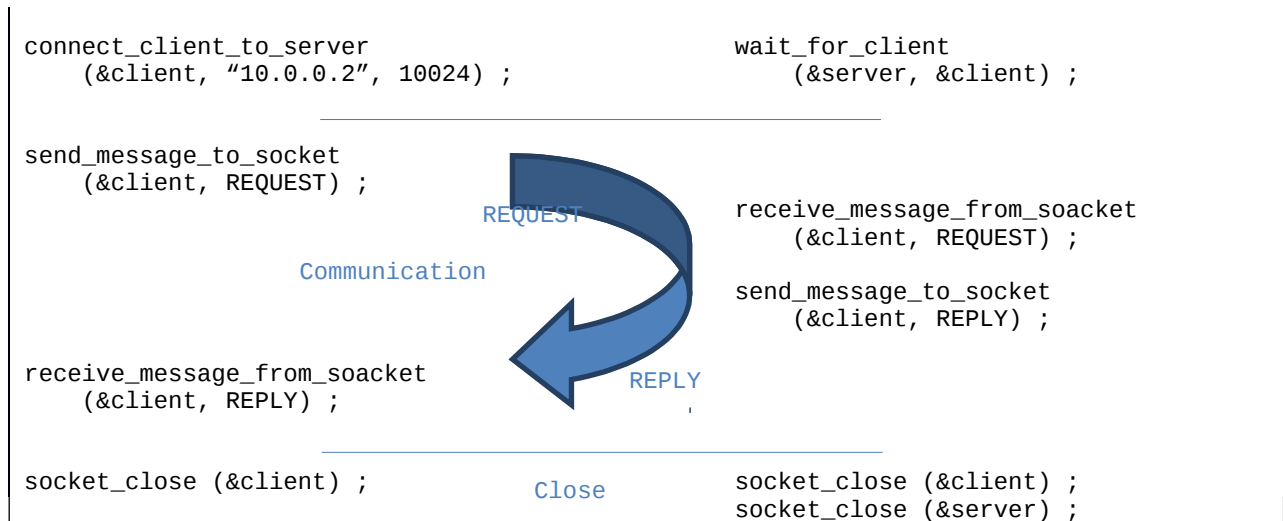 connect_client_to_server
(&client, “10.0.0.2”, 10024) ;
wait_for_client
(&server, &client) ;
send_message_to_socket
(&client, REQUEST) ;
REQUEST
receive_message_from_soacket
(&client, REQUEST) ;
Communication
send_message_to_socket
(&client, REPLY) ;
receive_message_from_soacket
(&client, REPLY) ;
REPLY
socket_close (&client) ;
Close
socket_close (&client) ;
socket_close (&server) ;